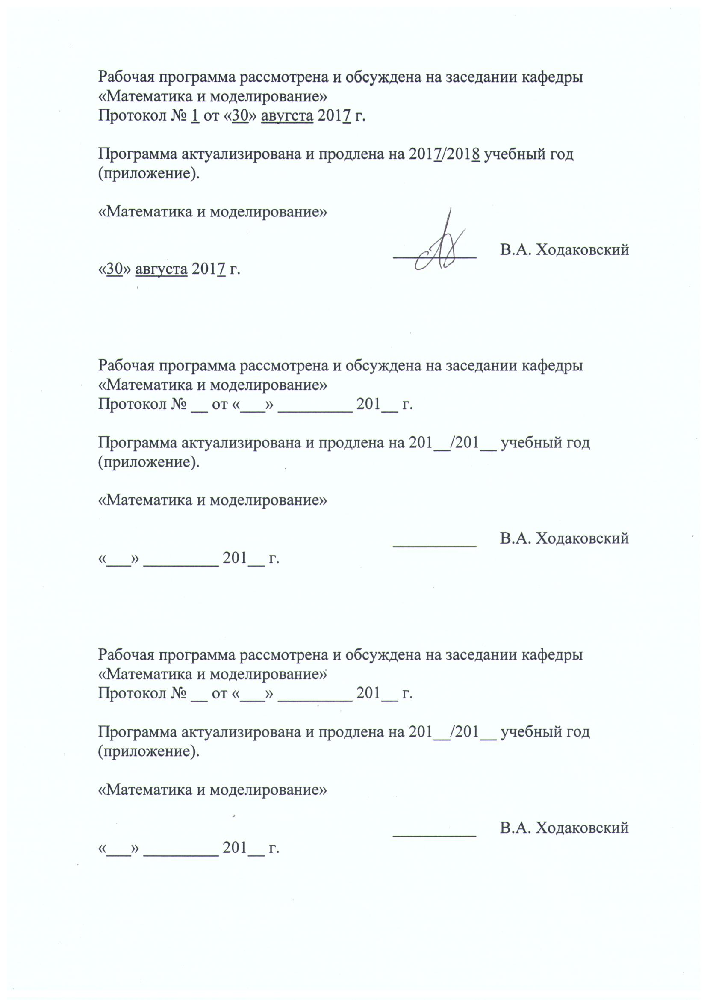 Рабочая программа рассмотрена и обсуждена на заседании кафедры
«Математика и моделирование»
Протокол № 1 от «30» авугста 2017 г.
Программа актуализирована и продлена на 2017/2018 учебный год
(приложение).
«Математика и моделирование»
В.А. Ходаковский
«30» августа 2017 г.
Рабочая программа рассмотрена и обсуждена на заседании кафедры
«Математика и моделирование»
Протокол № __ от «___» _________ 201__ г.
Программа актуализирована и продлена на 201__/201__ учебный год
(приложение).
«Математика и моделирование»
__________ В.А. Ходаковский
«___» _________ 201__ г.
Рабочая программа рассмотрена и обсуждена на заседании кафедры
«Математика и моделирование»
Протокол № __ от «___» _________ 201__ г.
Программа актуализирована и продлена на 201__/201__ учебный год
(приложение).
«Математика и моделирование»
__________ В.А. Ходаковский
«___» _________ 201__ г.